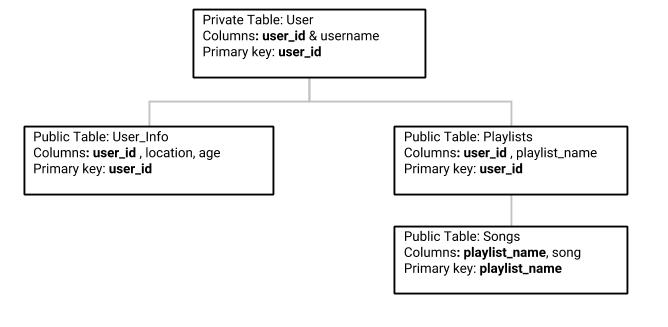 Private Table: User
Columns: user_id & username
Primary key: user_id
Public Table: User_Info
Columns: user_id , location, age
Primary key: user_id
Public Table: Playlists
Columns: user_id , playlist_name
Primary key: user_id
Public Table: Songs
Columns: playlist_name, song
Primary key: playlist_name